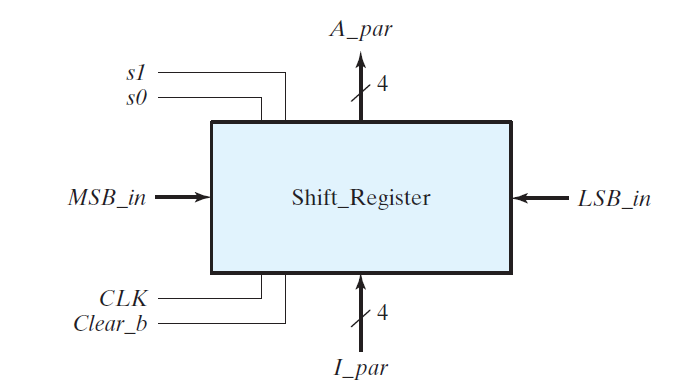 A_par
s1
4
s0
MSB_in
Shift_Register
LSB_in
CLK
4
Clear_b
I_par